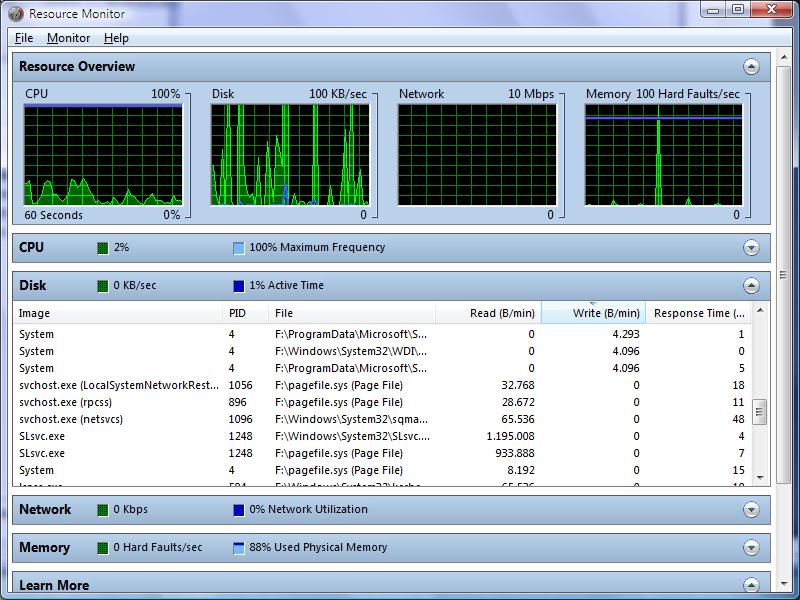 Resource Monitor
File Monitor Help
Resource Overview
CPU 100% Disk 100 KB/sec Network 10 Mbps Memory 100 Hard Faults/sec
60 Seconds 0% 0 0 0
CPU 2% 100% Maximum Frequency
Disk 0 KB/sec 1% Active Time
Image PID File Read (B/min) Write (B/min) Response Time (...
System 4 F:\ProgramData\Microsoft\S... 0 4.293 1
System 4 F:\Windows\System32\WDI\... 0 4.096 0
System 4 F:\ProgramData\Microsoft\S... 0 4.096 5
svchost.exe (LocalSystemNetworkRest... 1056 F:\pagefile.sys (Page File) 32.768 0 18
svchost.exe (rpcss) 896 F:\pagefile.sys (Page File) 28.672 0 11
svchost.exe (netsvcs) 1096 F:\Windows\System32\sqma... 65.536 0 48
SLsvc.exe 1248 F:\Windows\System32\SLsvc.... 1.195.008 0 4
SLsvc.exe 1248 F:\pagefile.sys (Page File) 933.888 0 7
System 4 F:\pagefile.sys (Page File) 8.192 0 15
Network 0 Kbps 0% Network Utilization
Memory 0 Hard Faults/sec 88% Used Physical Memory
Learn More